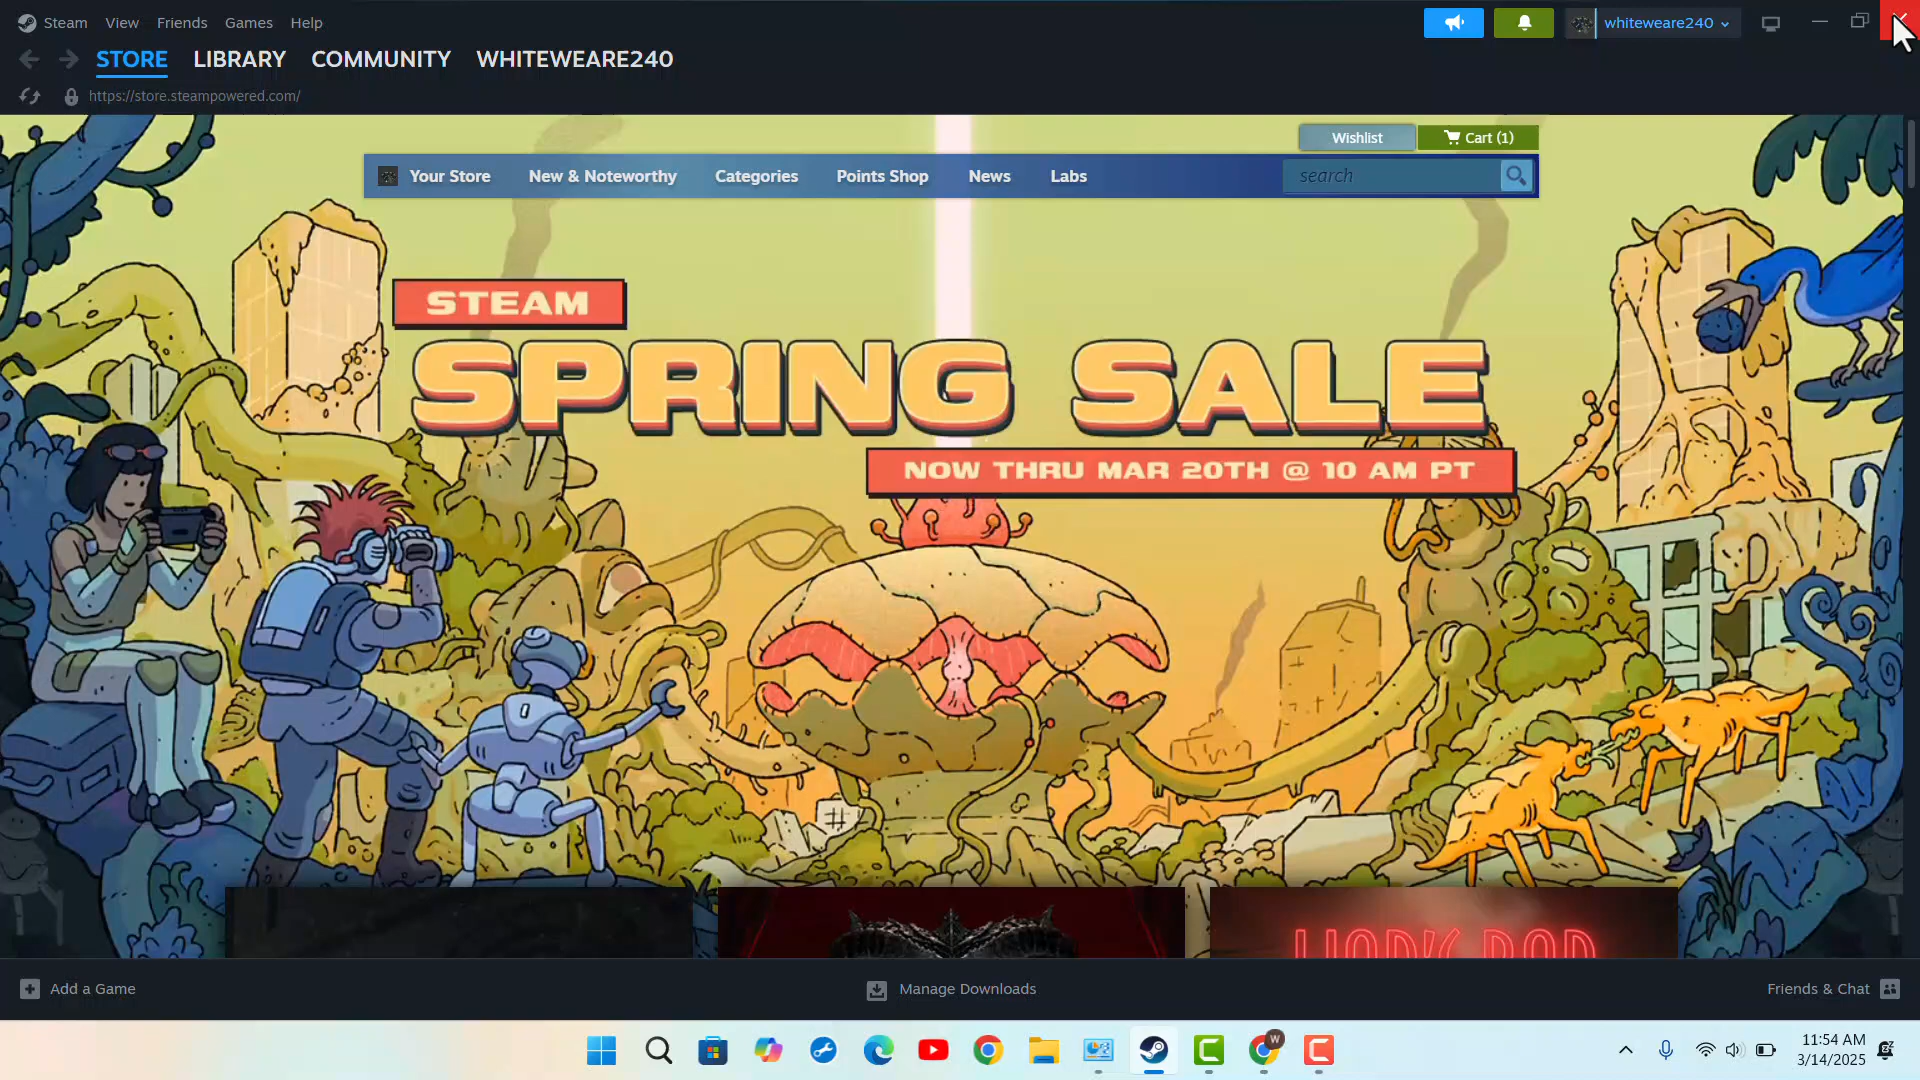 Steam View Friends Games Help
whiteweare240
STORE LIBRARY COMMUNITY WHITEWEARE240
https://store.steampowered.com/
Wishlist Cart (1)
Your Store New & Noteworthy Categories Points Shop News Labs search
STEAM
SPRING SALE
NOW THRU MAR 20TH @ 10 AM PT
Add a Game Manage Downloads Friends & Chat
W
11:54 AM
3/14/2025